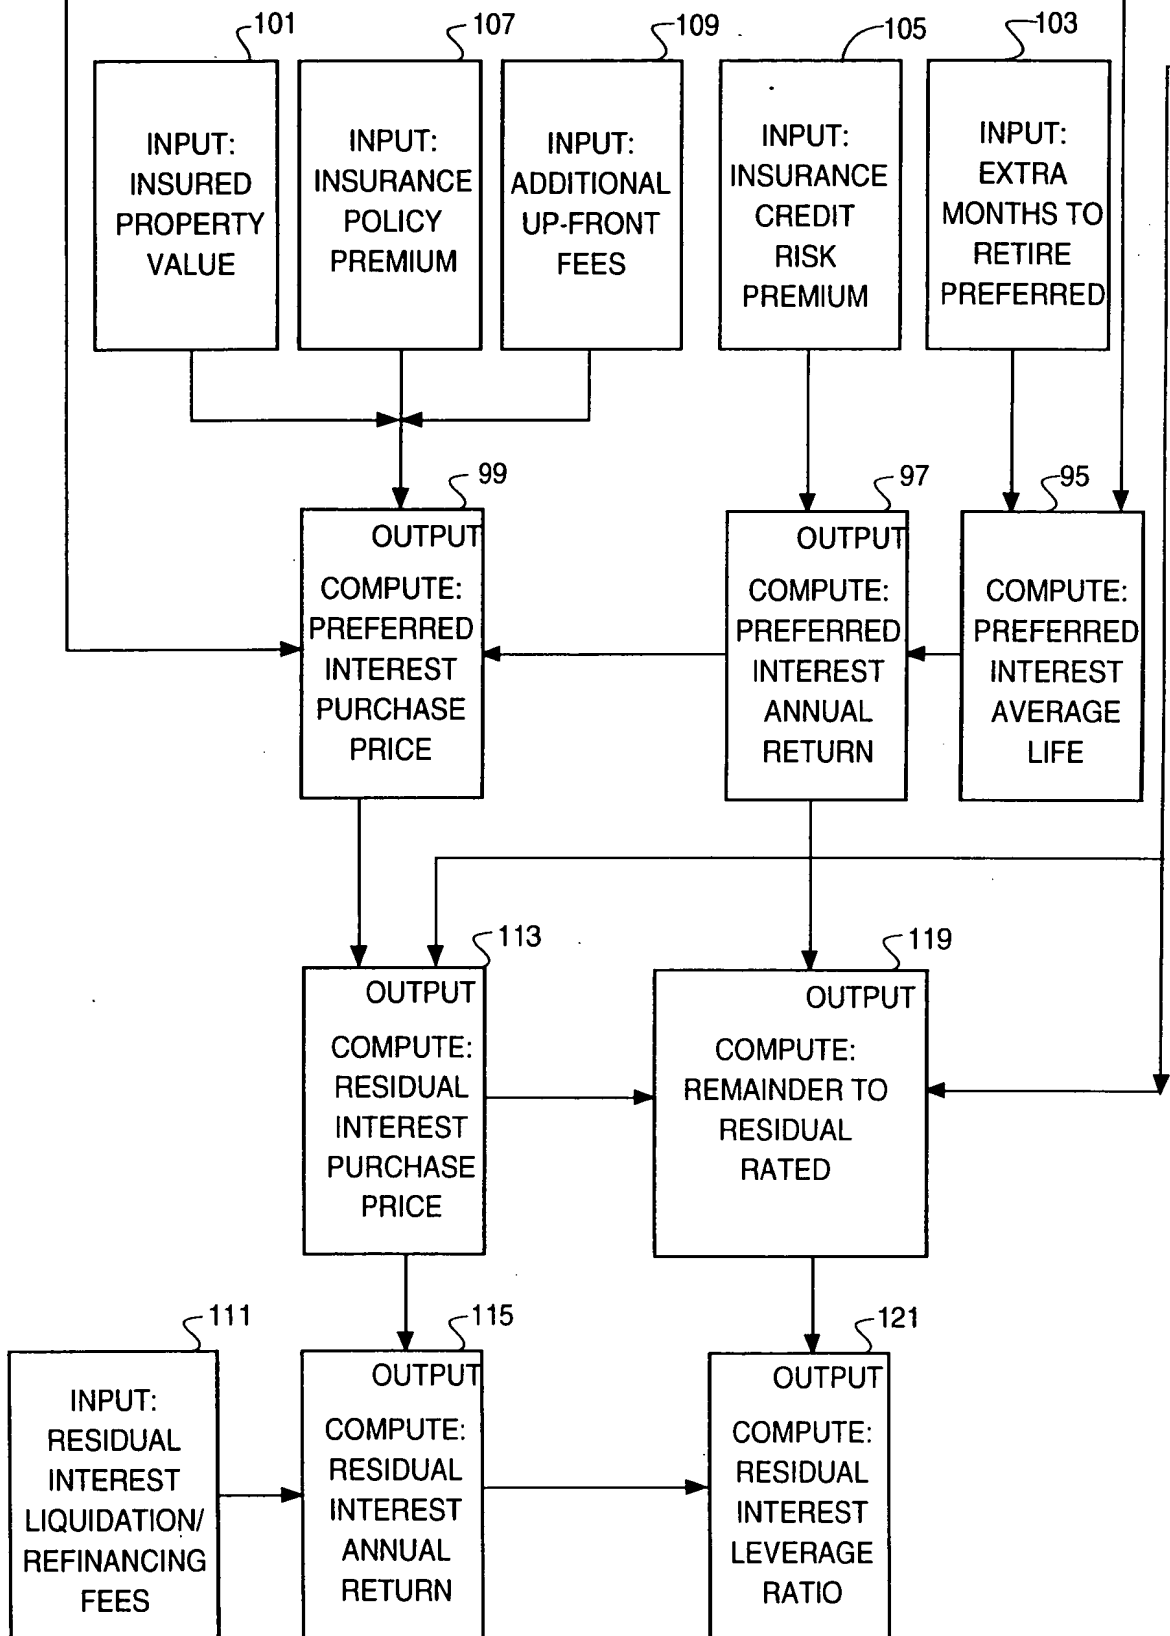 101
107
109
105
103
INPUT:
INSURED
PROPERTY
VALUE
INPUT:
INSURANCE
POLICY
PREMIUM
INPUT:
ADDITIONAL
UP-FRONT
FEES
INPUT:
INSURANCE
CREDIT
RISK
PREMIUM
INPUT:
EXTRA
MONTHS TO
RETIRE
PREFERRED
99
97
95
OUTPUT
COMPUTE:
PREFERRED
INTEREST
PURCHASE
PRICE
OUTPUT
COMPUTE:
PREFERRED
INTEREST
ANNUAL
RETURN
COMPUTE:
PREFERRED
INTEREST
AVERAGE
LIFE
113
119
OUTPUT
COMPUTE:
RESIDUAL
INTEREST
PURCHASE
PRICE
OUTPUT
COMPUTE:
REMAINDER TO
RESIDUAL
RATED
111
115
121
INPUT:
RESIDUAL
INTEREST
LIQUIDATION/
REFINANCING
FEES
OUTPUT
COMPUTE:
RESIDUAL
INTEREST
ANNUAL
RETURN
OUTPUT
COMPUTE:
RESIDUAL
INTEREST
LEVERAGE
RATIO